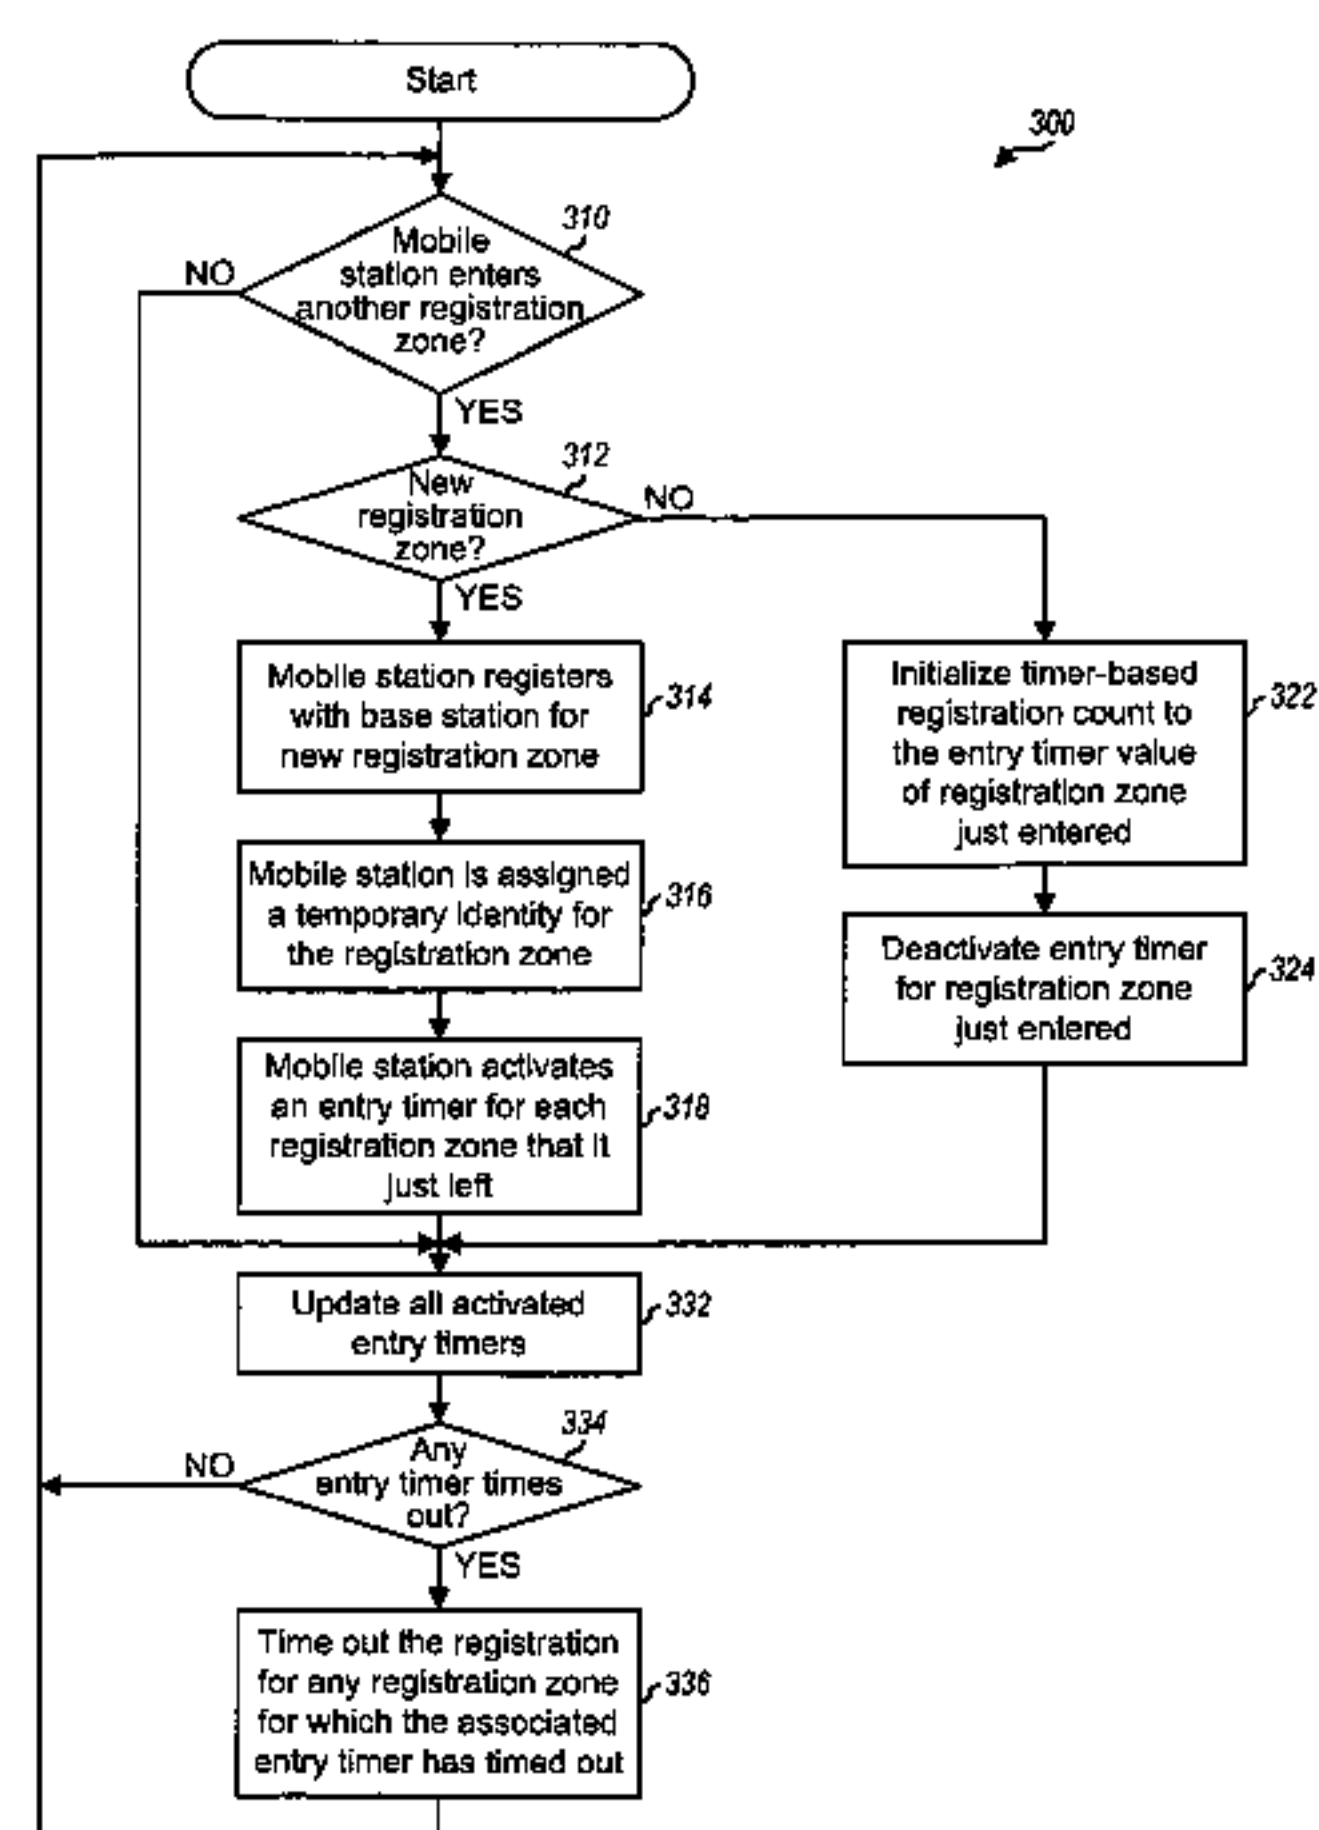 Start
300
310
Mobile
station enters
another registration
zone?
NO
YES
312
New
registration
zone?
NO
YES
Mobile station registers
with base station for
new registration zone
314
Initialize timer-based
registration count to
the entry timer value
of registration zone
just entered
322
Mobile station is assigned
a temporary identity for
the registration zone
316
Deactivate entry timer
for registration zone
just entered
324
Mobile station activates
an entry timer for each
registration zone that it
just left
318
Update all activated
entry timers
332
334
Any
entry timer times
out?
NO
YES
Time out the registration
for any registration zone
for which the associated
entry timer has timed out
336